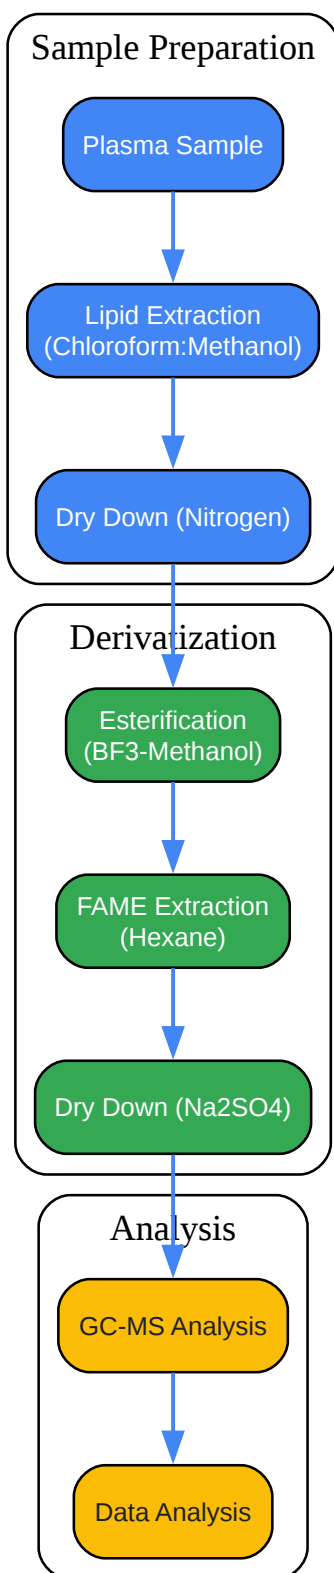 Sample Preparation
Plasma Sample
Lipid Extraction
(Chloroform:Methanol)
Dry Down (Nitrogen)
Derivatization
Esterification
(BF3-Methanol)
FAME Extraction
(Hexane)
Dry Down (Na2SO4)
Analysis
GC-MS Analysis
Data Analysis